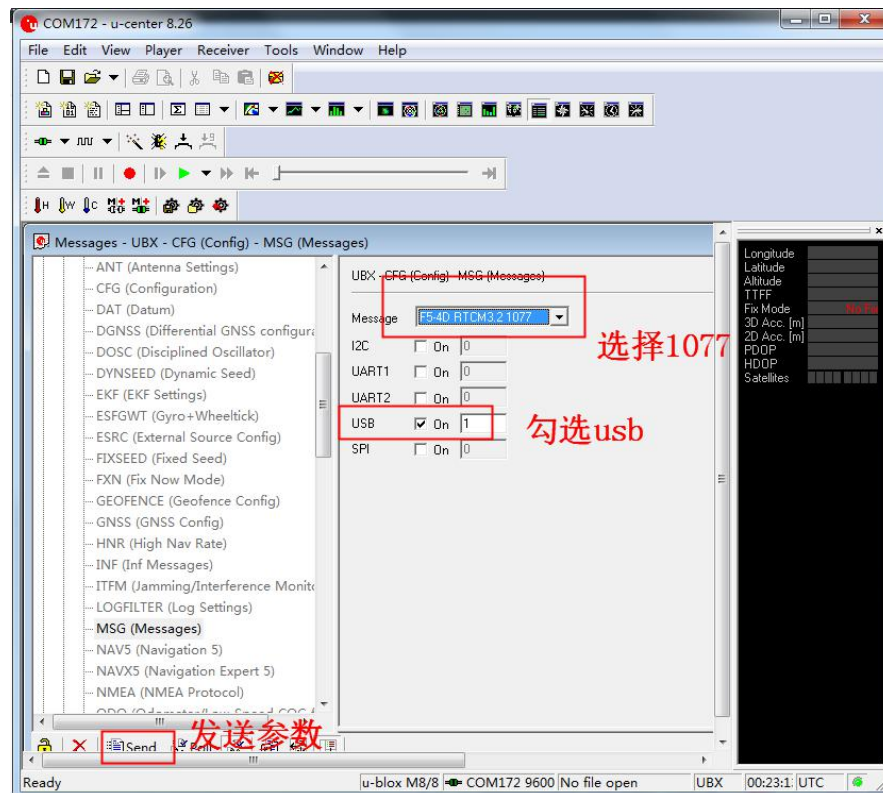 COM172 - u-center 8.26
File Edit View Player Receiver Tools Window Help
Messages - UBX - CFG (Config) - MSG (Messages)
ANT (Antenna Settings)
CFG (Configuration)
DAT (Datum)
DGNSS (Differential GNSS configura
DOSC (Disciplined Oscillator)
DYNSEED (Dynamic Seed)
EKF (EKF Settings)
ESFGWT (Gyro+Wheeltick)
ESRC (External Source Config)
FIXSEED (Fixed Seed)
FXN (Fix Now Mode)
GEOFENCE (Geofence Config)
GNSS (GNSS Config)
HNR (High Nav Rate)
INF (Inf Messages)
ITFM (Jamming/Interference Monito
LOGFILTER (Log Settings)
MSG (Messages)
NAV5 (Navigation 5)
NAVX5 (Navigation Expert 5)
NMEA (NMEA Protocol)
UBX - CFG (Config) - MSG (Messages)
Message F5-4D RTCM3.2 1077
选择1077
I2C On 0
UART1 On 0
UART2 On 0
USB On 1
勾选usb
SPI On 0
Longitude
Latitude
Altitude
TTFF
Fix Mode
3D Acc. [m]
2D Acc. [m]
PDOP
HDOP
Satellites
发送参数
Send
Ready u-blox M8/8 COM172 9600 No file open UBX 00:23:1 UTC